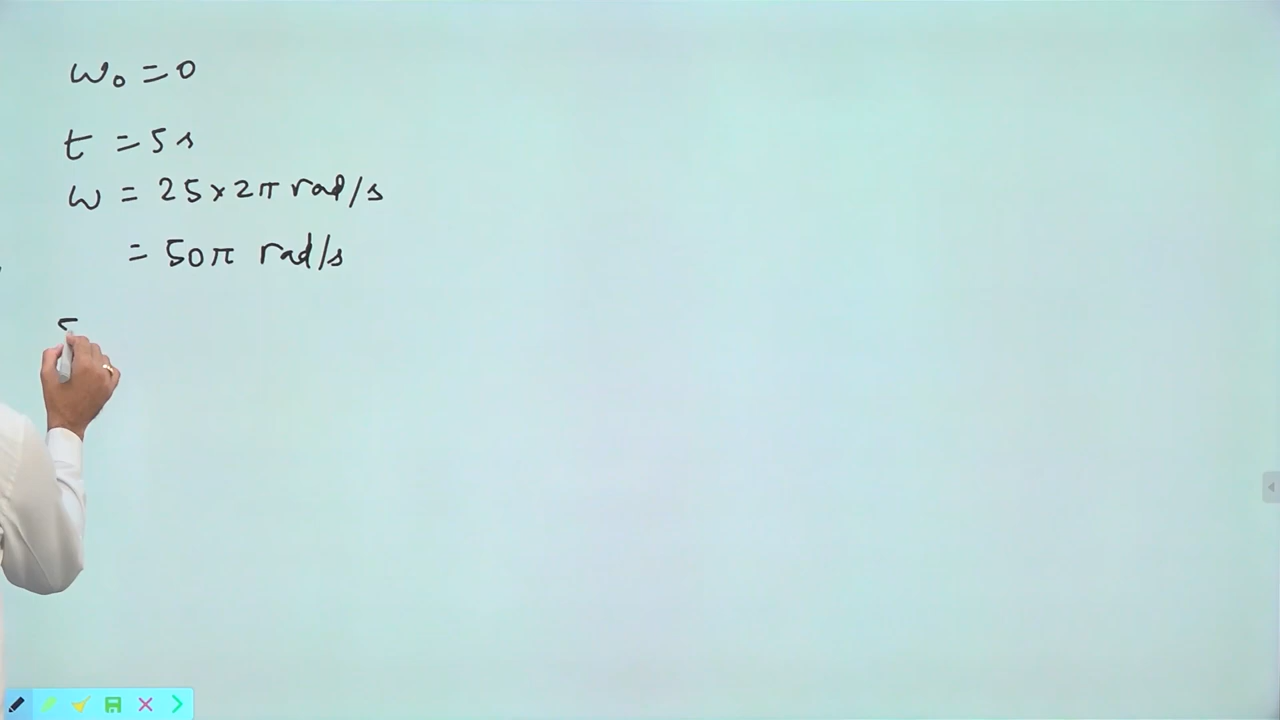 ω₀ = 0
t = 5 s
ω = 25 × 2π rad/s
= 50π rad/s